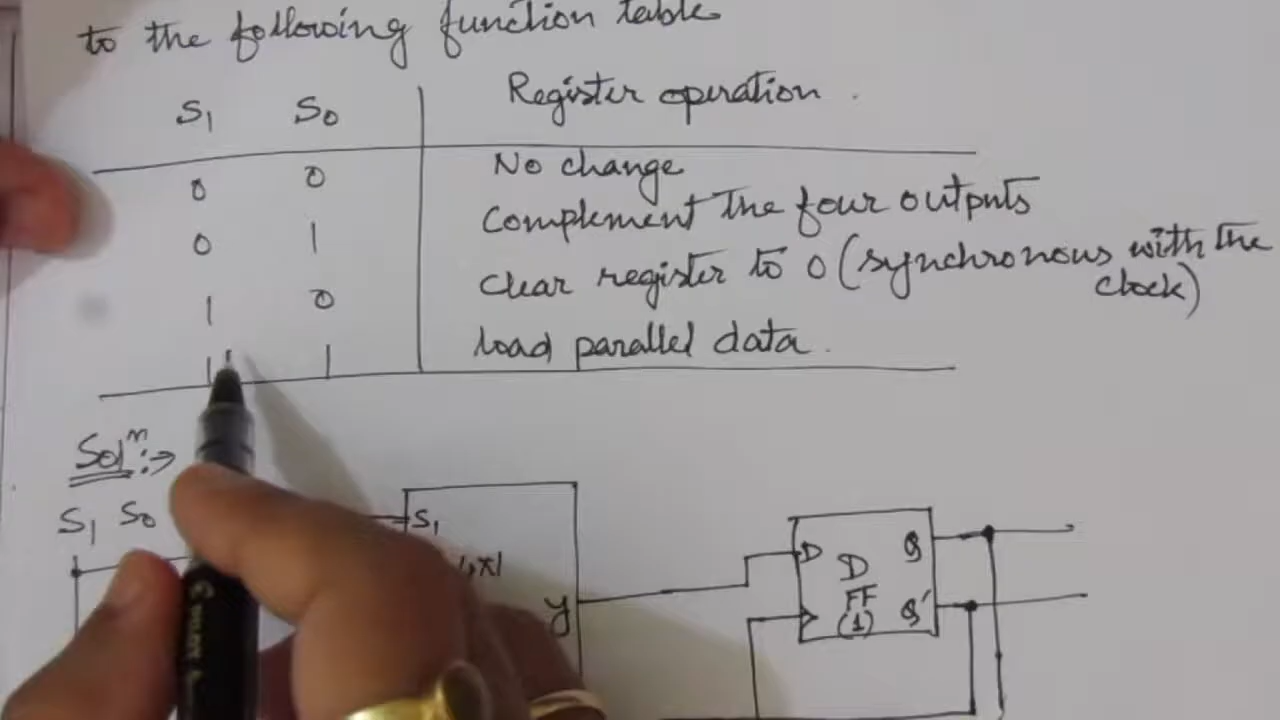 to the following function table
S1 S0 Register operation.
0 0 No change
0 1 Complement the four outputs
1 0 Clear register to 0 (synchronous with the clock)
1 1 load parallel data.
Solⁿ :→
S1 S0
S1
y
D D FF (1) Q Q'